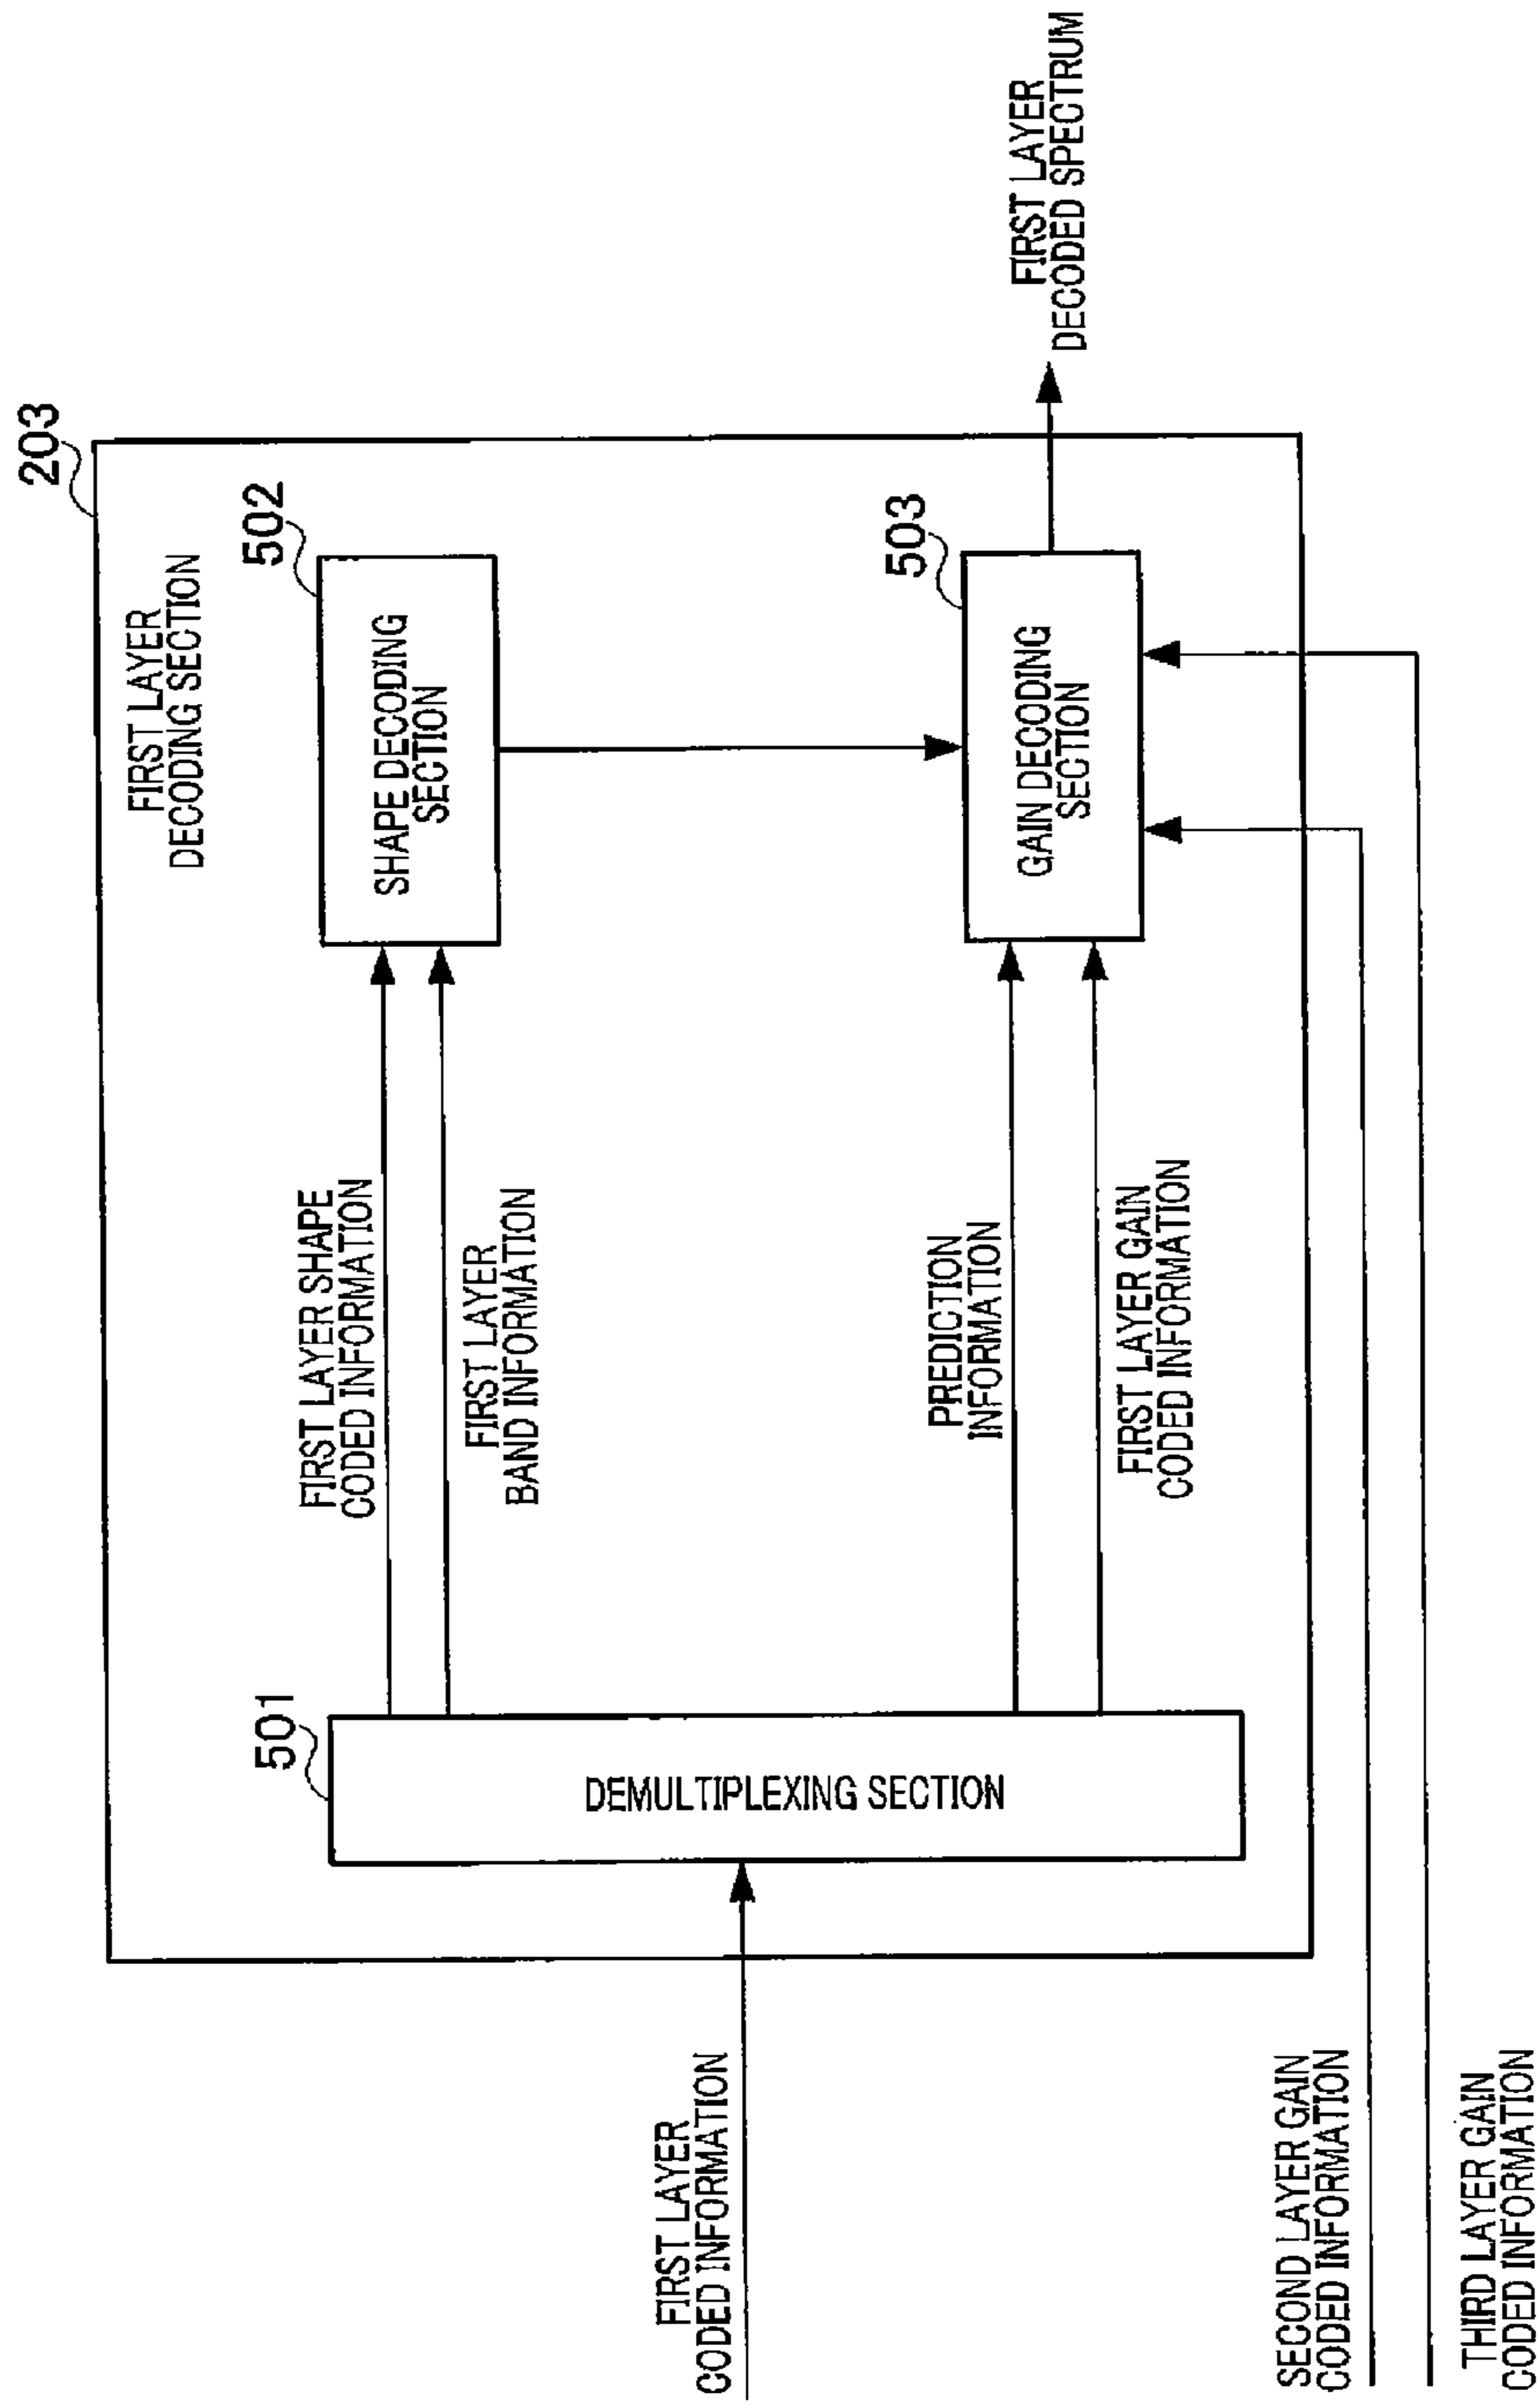 203
FIRST LAYER
DECODING SECTION
501
502
FIRST LAYER SHAPE
CODED INFORMATION
SHAPE DECODING
SECTION
FIRST LAYER
BAND INFORMATION
FIRST LAYER
CODED INFORMATION
DEMULTIPLEXING SECTION
503
PREDICTION
INFORMATION
GAIN DECODING
SECTION
FIRST LAYER
DECODED SPECTRUM
FIRST LAYER GAIN
CODED INFORMATION
SECOND LAYER GAIN
CODED INFORMATION
THIRD LAYER GAIN
CODED INFORMATION